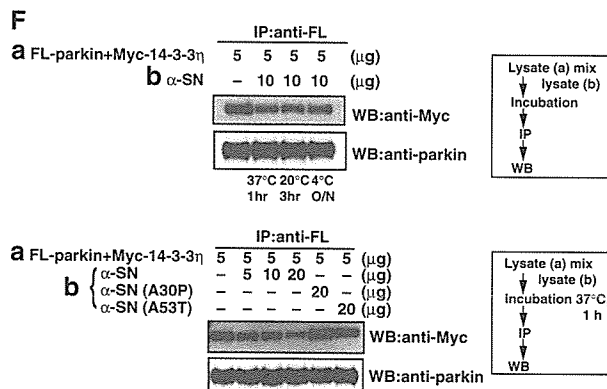 F
IP:anti-FL
a FL-parkin+Myc-14-3-3η 5 5 5 5 (μg)
b α-SN – 10 10 10 (μg)
WB:anti-Myc
WB:anti-parkin
37°C 20°C 4°C
1hr 3hr O/N
Lysate (a) mix
lysate (b)
Incubation
IP
WB
IP:anti-FL
a FL-parkin+Myc-14-3-3η 5 5 5 5 5 5 (μg)
b { α-SN – 5 10 20 – – (μg)
α-SN (A30P) – – – – 20 – (μg)
α-SN (A53T) – – – – – 20 (μg)
WB:anti-Myc
WB:anti-parkin
Lysate (a) mix
lysate (b)
Incubation 37°C
1 h
IP
WB